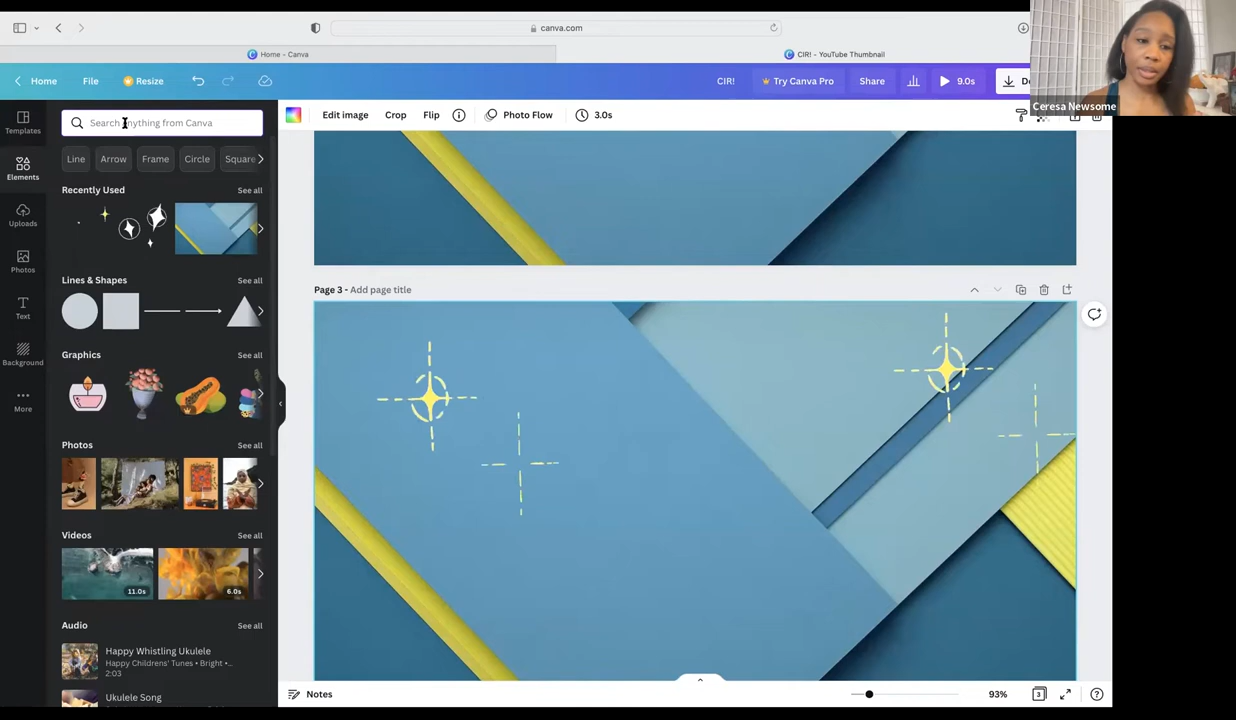 canva.com
Home - Canva
CIR! - YouTube Thumbnail
Home
File
Resize
CIR!
Try Canva Pro
Share
9.0s
Ceresa Newsome
Search anything from Canva
Edit image
Crop
Flip
Photo Flow
3.0s
Templates
Line
Arrow
Frame
Circle
Square
Elements
Recently Used
See all
Uploads
Photos
Lines & Shapes
See all
Page 3 - Add page title
Text
Graphics
See all
Background
More
Photos
See all
Videos
See all
11.0s
6.0s
Audio
See all
Happy Whistling Ukulele
Happy Childrens' Tunes • Bright •...
2:03
Ukulele Song
Notes
93%
3